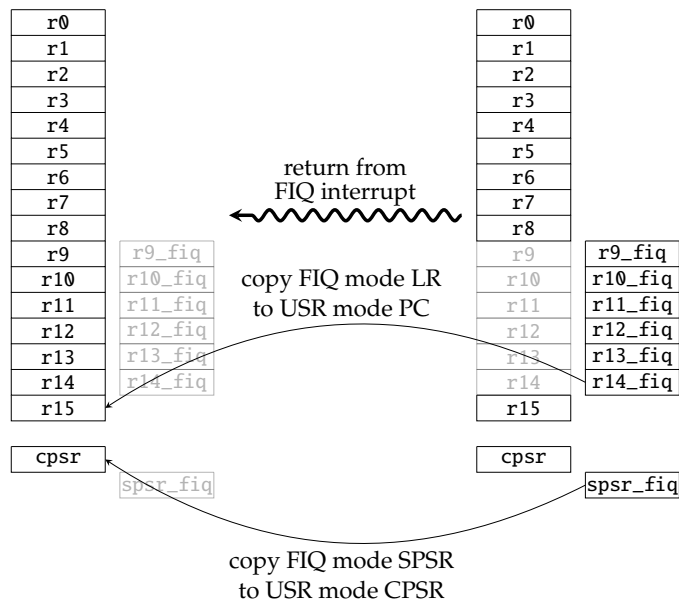 r0 r0
r1 r1
r2 r2
r3 r3
r4 r4
r5 r5
r6 r6
r7 r7
r8 r8
return from
FIQ interrupt
r9 r9_fiq r9 r9_fiq
r10 r10_fiq r10 r10_fiq
r11 r11_fiq r11 r11_fiq
r12 r12_fiq r12 r12_fiq
r13 r13_fiq r13 r13_fiq
r14 r14_fiq r14 r14_fiq
copy FIQ mode LR
to USR mode PC
r15 r15
cpsr cpsr
spsr_fiq spsr_fiq
copy FIQ mode SPSR
to USR mode CPSR